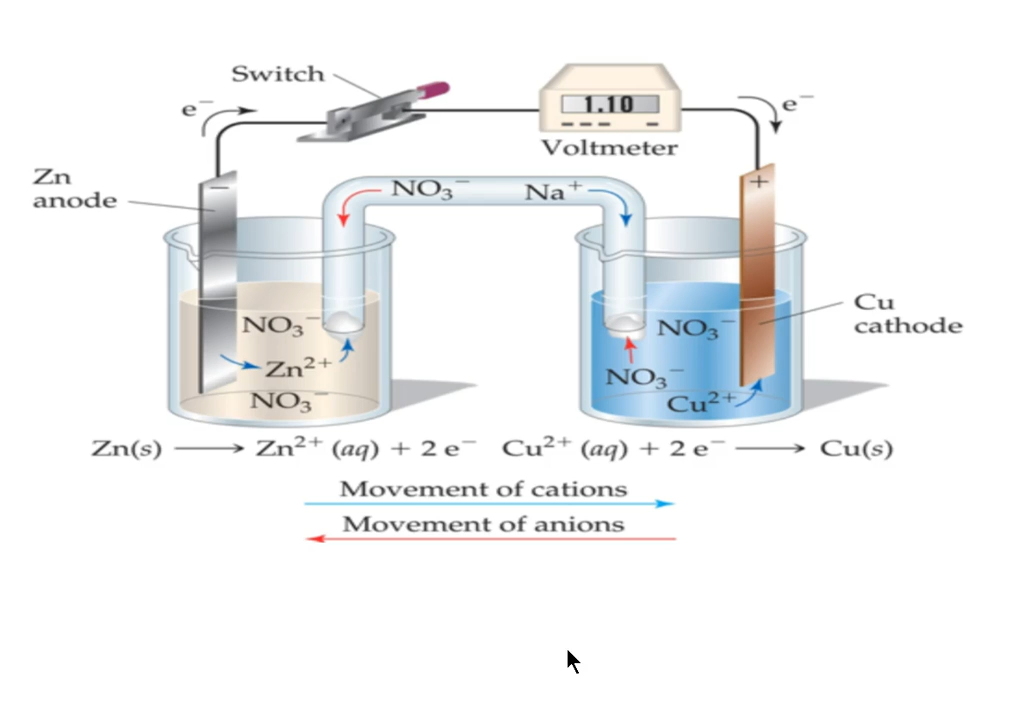 Switch
e⁻
1.10
e⁻
Voltmeter
Zn
anode
−
NO₃⁻
Na⁺
+
Cu
cathode
NO₃⁻
Zn²⁺
NO₃⁻
NO₃⁻
NO₃⁻
Cu²⁺
Zn(s) ⟶ Zn²⁺ (aq) + 2 e⁻ Cu²⁺ (aq) + 2 e⁻ ⟶ Cu(s)
Movement of cations
Movement of anions